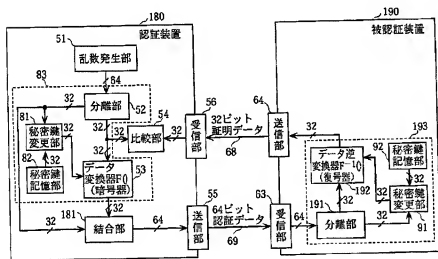 180
190
認証装置
被認証装置
51
乱数発生部
83
64
分離部
52
32
32
54
56
64
81
32
比較部
32
受信部
32ビット
証明データ
68
送信部
32
193
秘密鍵
変更部
32
82
32
秘密鍵
記憶部
データ
変換器F()
(暗号器)
53
データ逆
変換器F⁻¹()
(復号器)
192
92
32
秘密鍵
記憶部
32
55
63
32
181
32
結合部
64
送信部
64ビット
認証データ
69
受信部
64
191
分離部
32
32
秘密鍵
変更部
91